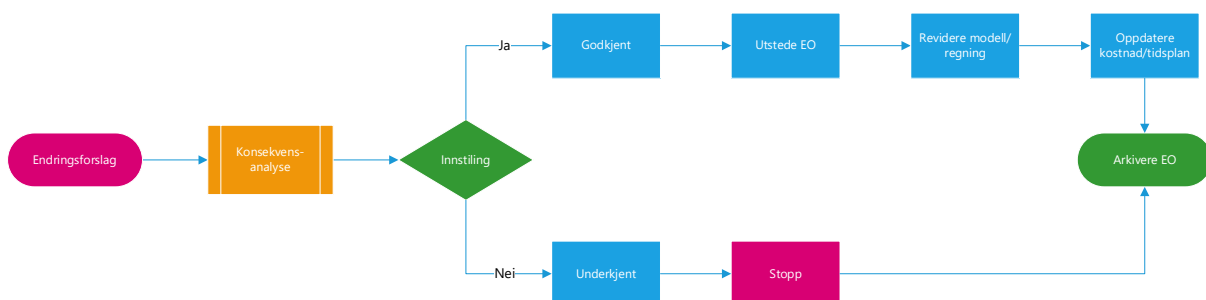 Endringsforslag
Konsekvens-
analyse
Innstiling
Ja
Godkjent
Utstede EO
Revidere modell/
regning
Oppdatere
kostnad/tidsplan
Arkivere EO
Nei
Underkjent
Stopp